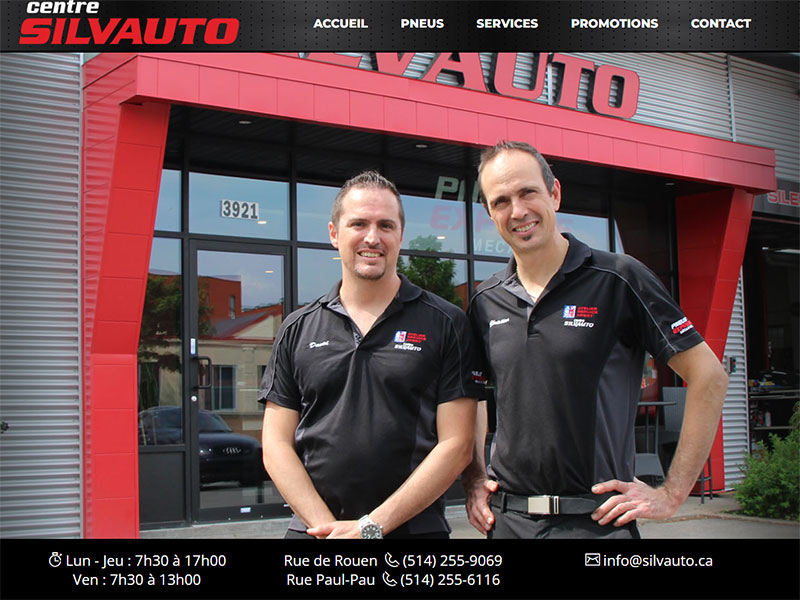 centre
SILVAUTO
ACCUEIL PNEUS SERVICES PROMOTIONS CONTACT
3921
SILVAUTO
SILVAUTO
Lun - Jeu : 7h30 à 17h00
Ven : 7h30 à 13h00
Rue de Rouen (514) 255-9069
Rue Paul-Pau (514) 255-6116
info@silvauto.ca